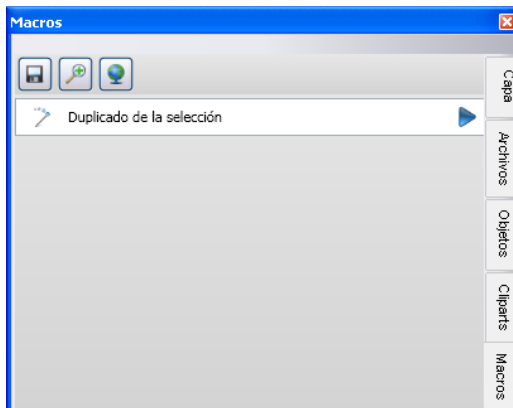 Macros
Duplicado de la selección
Capa
Archivos
Objetos
Cliparts
Macros